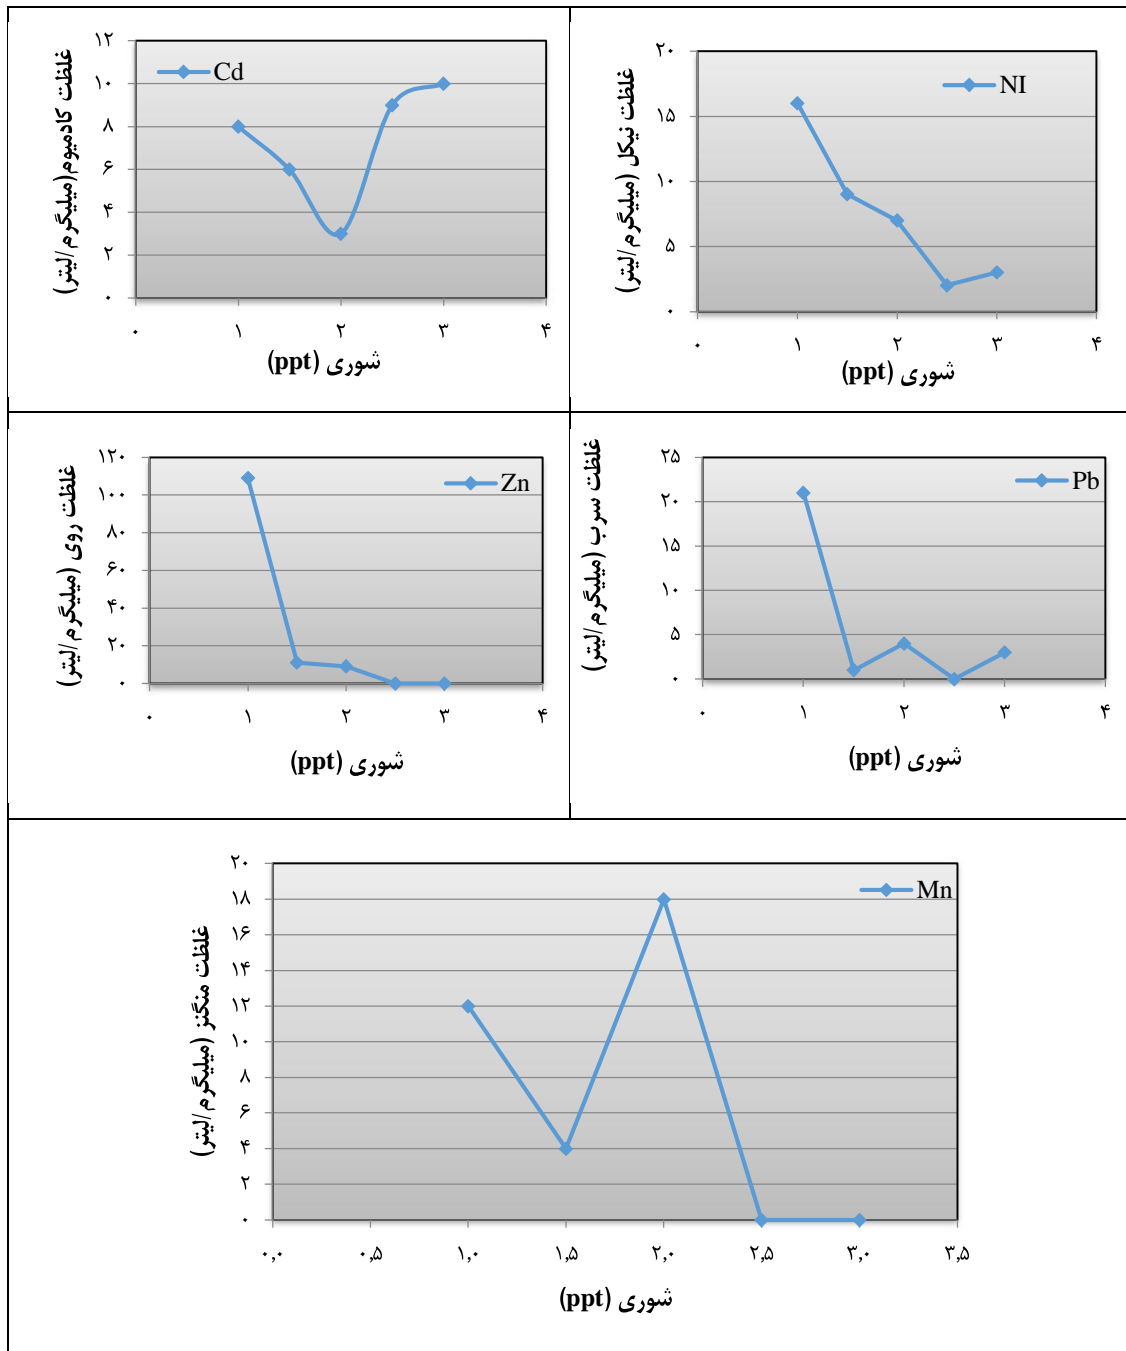 Cd
غلظت کادمیوم(میلیگرم/لیتر)
۱۲
۱۰
۸
۶
۴
۲
۰
۰ ۱ ۲ ۳ ۴
شوری (ppt)
NI
غلظت نیکل (میلیگرم/لیتر)
۲۰
۱۵
۱۰
۵
۰
۰ ۱ ۲ ۳ ۴
شوری (ppt)
Zn
غلظت روی (میلیگرم/لیتر)
۱۲۰
۱۰۰
۸۰
۶۰
۴۰
۲۰
۰
۰ ۱ ۲ ۳ ۴
شوری (ppt)
Pb
غلظت سرب (میلیگرم/لیتر)
۲۵
۲۰
۱۵
۱۰
۵
۰
۰ ۱ ۲ ۳ ۴
شوری (ppt)
Mn
غلظت منگنز (میلیگرم/لیتر)
۲۰
۱۸
۱۶
۱۴
۱۲
۱۰
۸
۶
۴
۲
۰
۰,۰ ۰,۵ ۱,۰ ۱,۵ ۲,۰ ۲,۵ ۳,۰ ۳,۵
شوری (ppt)